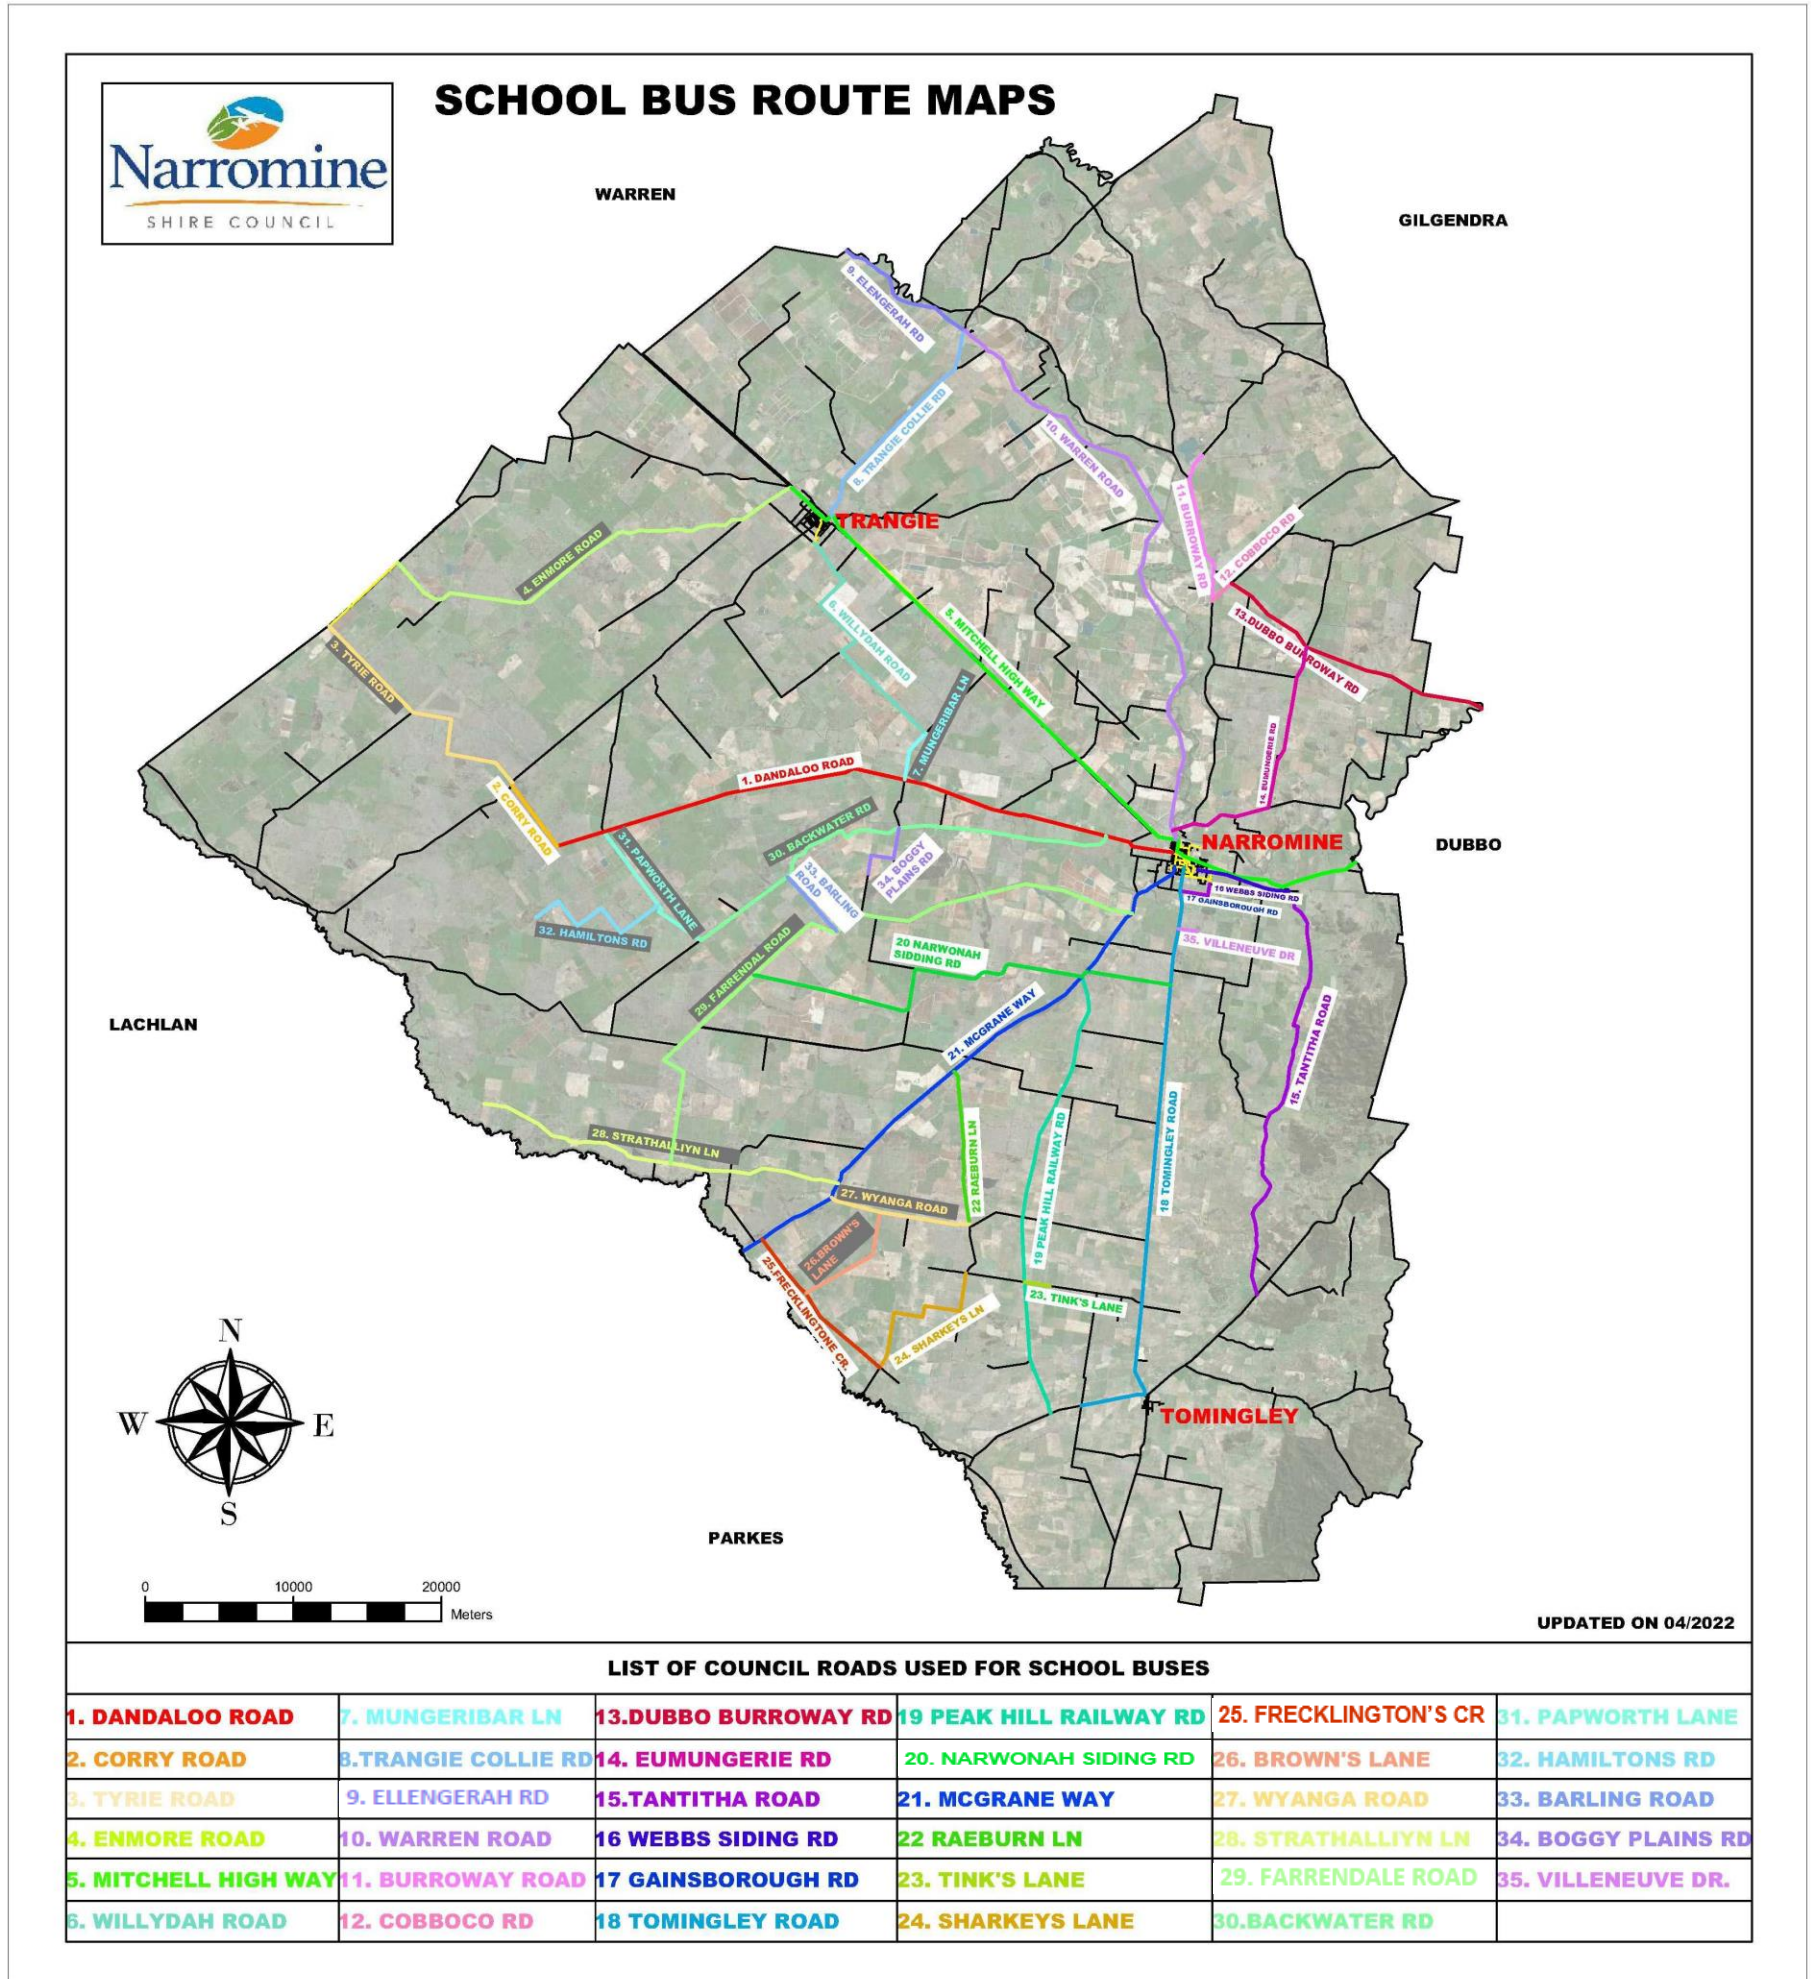 Narromine
SHIRE COUNCIL
SCHOOL BUS ROUTE MAPS
WARREN
GILGENDRA
9. ELENGERAH RD
8. TRANGIE COLLIE RD
10. WARREN ROAD
11. BURROWAY RD
12. COBBOCO RD
TRANGIE
4. ENMORE ROAD
13.DUBBO BURROWAY RD
6. WILLYDAH ROAD
5. MITCHELL HIGH WAY
3. TYRIE ROAD
7. MUNGERIBAR LN
14. EUMUNGERIE RD
1. DANDALOO ROAD
2. CORRY ROAD
30. BACKWATER RD
NARROMINE
DUBBO
31. PAPWORTH LANE
33. BARLING
ROAD
34. BOGGY
PLAINS RD
16 WEBBS SIDING RD
17 GAINSBOROUGH RD
32. HAMILTONS RD
35. VILLENEUVE DR
29. FARRENDAL ROAD
20 NARWONAH
SIDDING RD
LACHLAN
21. MCGRANE WAY
15. TANTITHA ROAD
28. STRATHALLIYN LN
22 RAEBURN LN
19 PEAK HILL RAILWAY RD
18 TOMINGLEY ROAD
27. WYANGA ROAD
26.BROWN'S
LANE
25.FRECKLINGTONE CR.
23. TINK'S LANE
24. SHARKEYS LN
TOMINGLEY
N
W
E
S
PARKES
0 10000 20000
Meters
UPDATED ON 04/2022
LIST OF COUNCIL ROADS USED FOR SCHOOL BUSES
1. DANDALOO ROAD 7. MUNGERIBAR LN 13.DUBBO BURROWAY RD 19 PEAK HILL RAILWAY RD 25. FRECKLINGTON'S CR 31. PAPWORTH LANE
2. CORRY ROAD 8.TRANGIE COLLIE RD 14. EUMUNGERIE RD 20. NARWONAH SIDING RD 26. BROWN'S LANE 32. HAMILTONS RD
3. TYRIE ROAD 9. ELLENGERAH RD 15.TANTITHA ROAD 21. MCGRANE WAY 27. WYANGA ROAD 33. BARLING ROAD
4. ENMORE ROAD 10. WARREN ROAD 16 WEBBS SIDING RD 22 RAEBURN LN 28. STRATHALLIYN LN 34. BOGGY PLAINS RD
5. MITCHELL HIGH WAY 11. BURROWAY ROAD 17 GAINSBOROUGH RD 23. TINK'S LANE 29. FARRENDALE ROAD 35. VILLENEUVE DR.
6. WILLYDAH ROAD 12. COBBOCO RD 18 TOMINGLEY ROAD 24. SHARKEYS LANE 30.BACKWATER RD